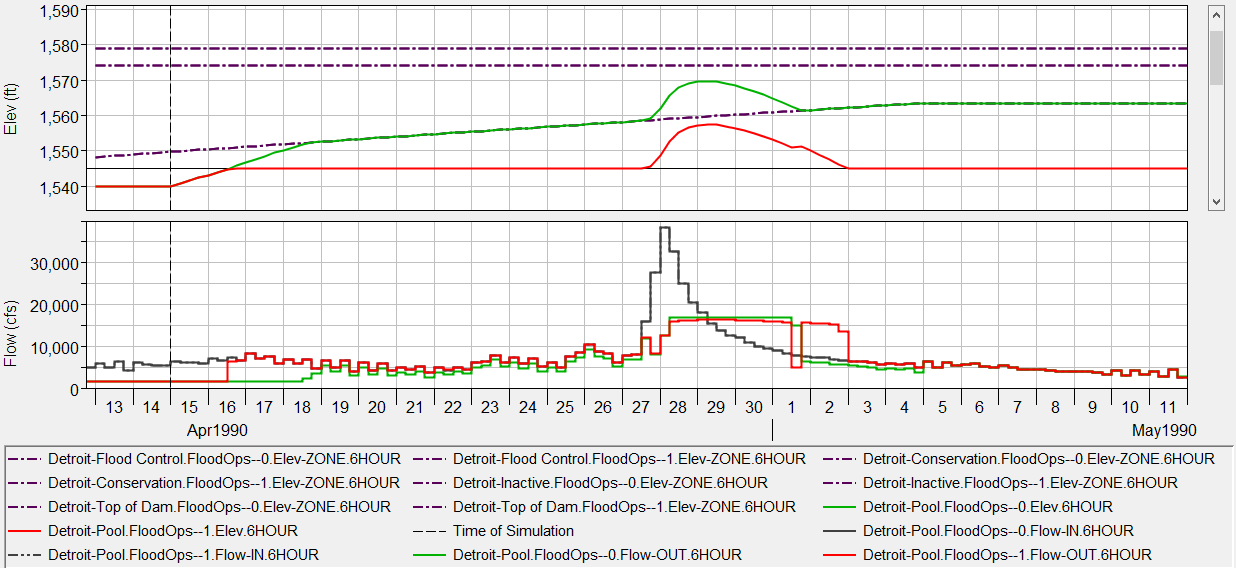 1,590
1,580
1,570
1,560
1,550
1,540
Elev (ft)
30,000
20,000
10,000
0
Flow (cfs)
13 14 15 16 17 18 19 20 21 22 23 24 25 26 27 28 29 30 1 2 3 4 5 6 7 8 9 10 11
Apr1990 May1990
Detroit-Flood Control.FloodOps--0.Elev-ZONE.6HOUR Detroit-Flood Control.FloodOps--1.Elev-ZONE.6HOUR Detroit-Conservation.FloodOps--0.Elev-ZONE.6HOUR
Detroit-Conservation.FloodOps--1.Elev-ZONE.6HOUR Detroit-Inactive.FloodOps--0.Elev-ZONE.6HOUR Detroit-Inactive.FloodOps--1.Elev-ZONE.6HOUR
Detroit-Top of Dam.FloodOps--0.Elev-ZONE.6HOUR Detroit-Top of Dam.FloodOps--1.Elev-ZONE.6HOUR Detroit-Pool.FloodOps--0.Elev.6HOUR
Detroit-Pool.FloodOps--1.Elev.6HOUR Time of Simulation Detroit-Pool.FloodOps--0.Flow-IN.6HOUR
Detroit-Pool.FloodOps--1.Flow-IN.6HOUR Detroit-Pool.FloodOps--0.Flow-OUT.6HOUR Detroit-Pool.FloodOps--1.Flow-OUT.6HOUR